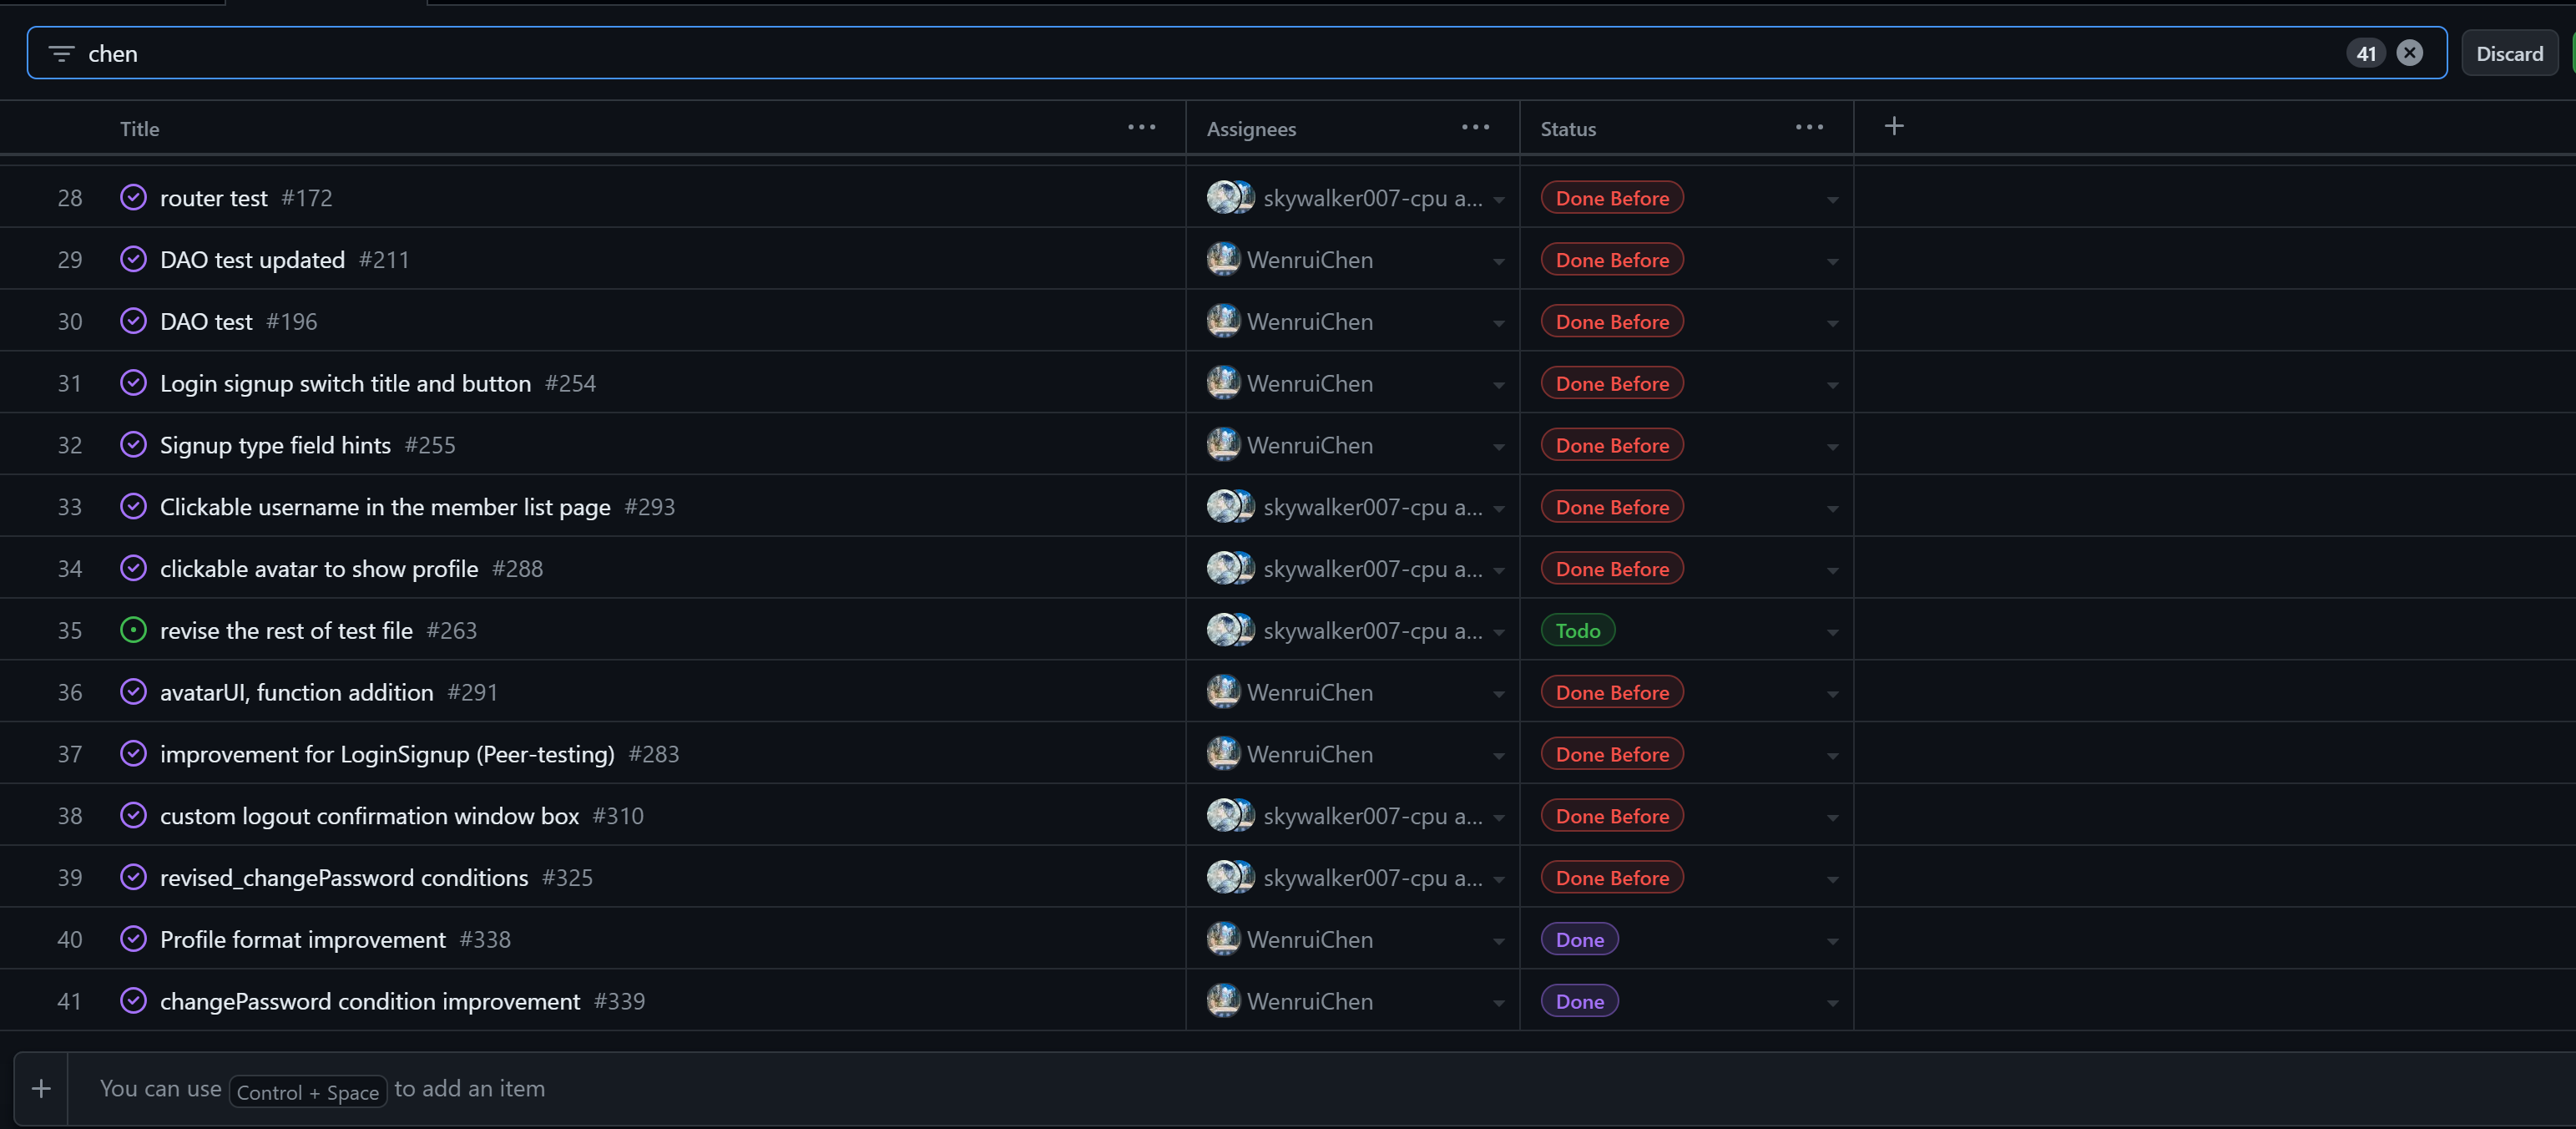 chen 41 Discard
Title Assignees Status
28 router test #172 skywalker007-cpu a... Done Before
29 DAO test updated #211 WenruiChen Done Before
30 DAO test #196 WenruiChen Done Before
31 Login signup switch title and button #254 WenruiChen Done Before
32 Signup type field hints #255 WenruiChen Done Before
33 Clickable username in the member list page #293 skywalker007-cpu a... Done Before
34 clickable avatar to show profile #288 skywalker007-cpu a... Done Before
35 revise the rest of test file #263 skywalker007-cpu a... Todo
36 avatarUI, function addition #291 WenruiChen Done Before
37 improvement for LoginSignup (Peer-testing) #283 WenruiChen Done Before
38 custom logout confirmation window box #310 skywalker007-cpu a... Done Before
39 revised_changePassword conditions #325 skywalker007-cpu a... Done Before
40 Profile format improvement #338 WenruiChen Done
41 changePassword condition improvement #339 WenruiChen Done
You can use Control + Space to add an item